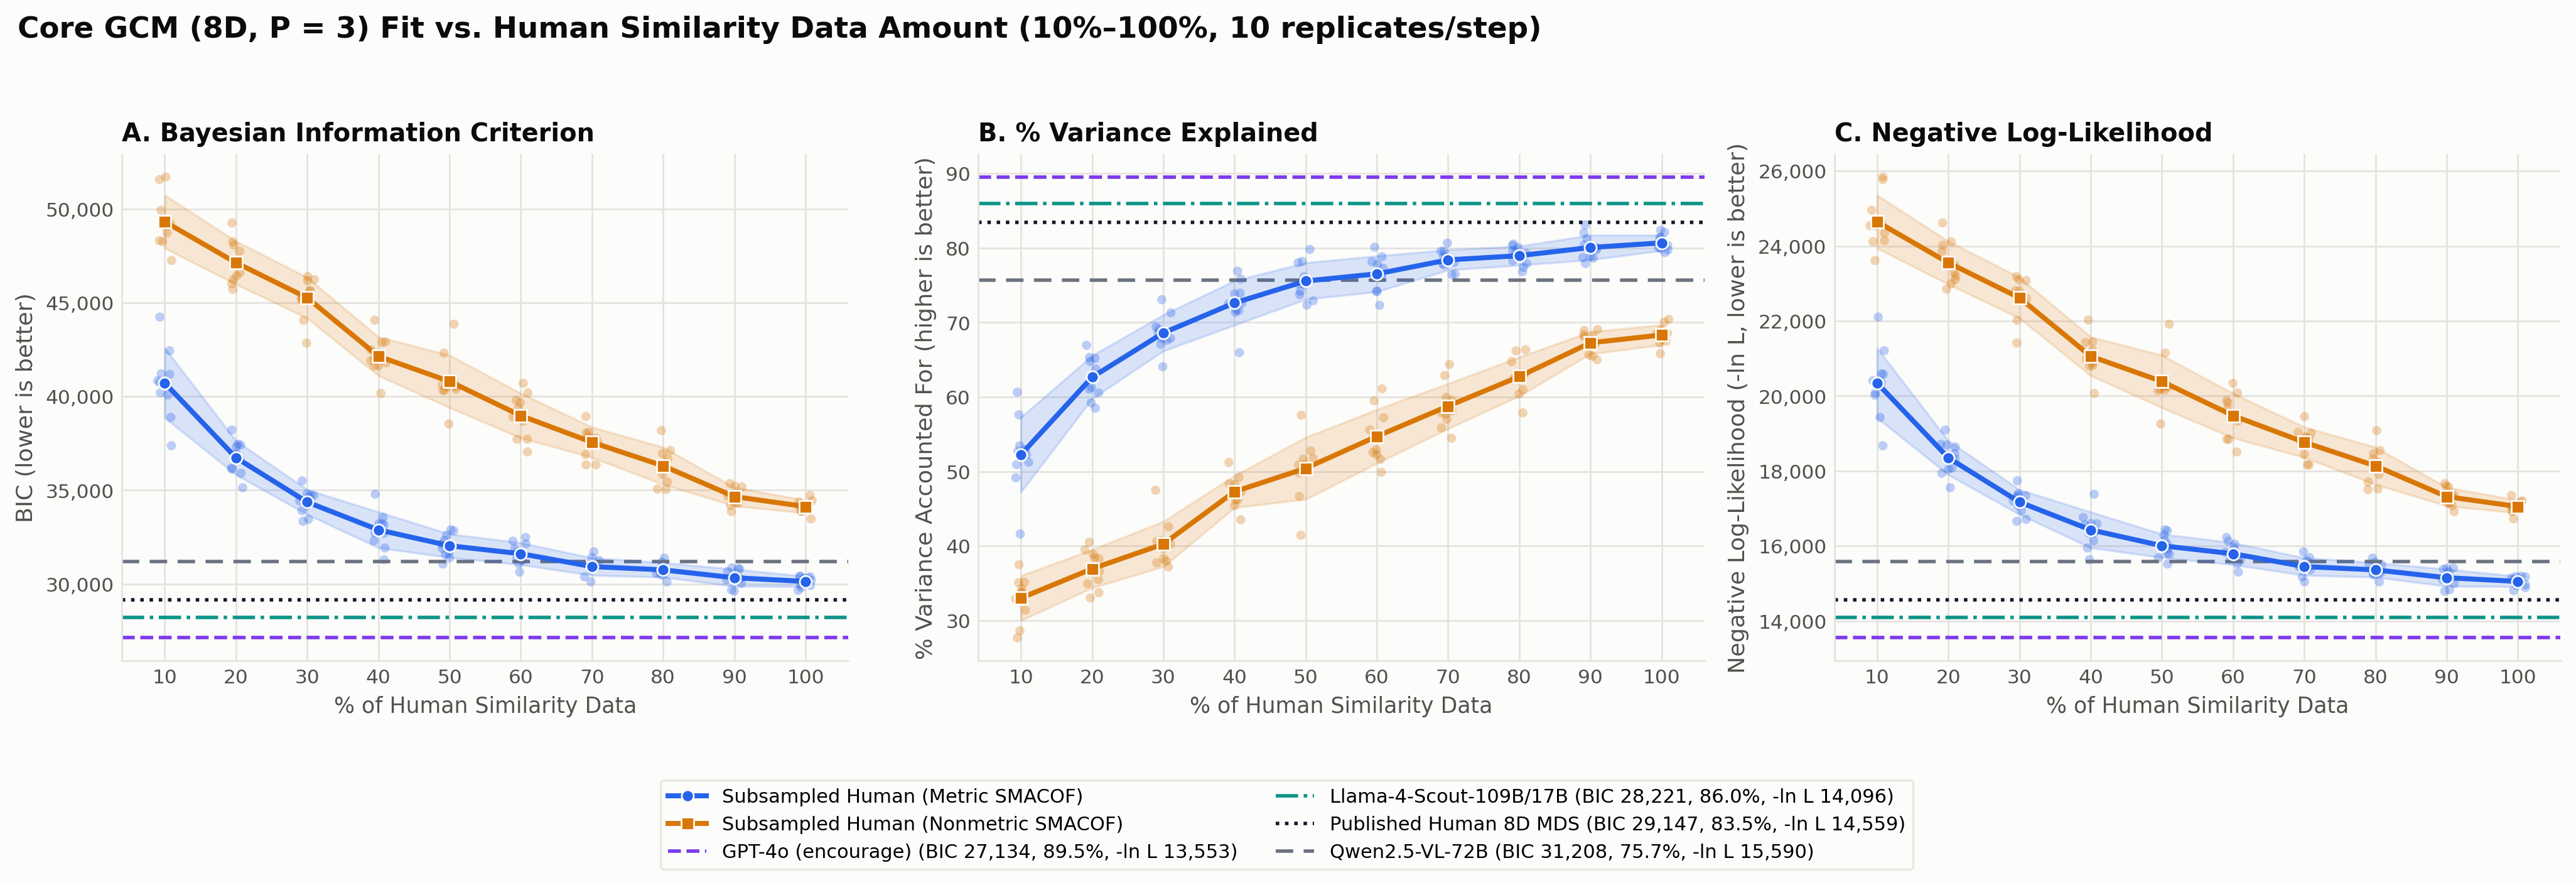 Core GCM (8D, P = 3) Fit vs. Human Similarity Data Amount (10%–100%, 10 replicates/step)
A. Bayesian Information Criterion
BIC (lower is better)
50,000
45,000
40,000
35,000
30,000
10 20 30 40 50 60 70 80 90 100
% of Human Similarity Data
B. % Variance Explained
% Variance Accounted For (higher is better)
90
80
70
60
50
40
30
10 20 30 40 50 60 70 80 90 100
% of Human Similarity Data
C. Negative Log-Likelihood
Negative Log-Likelihood (-ln L, lower is better)
26,000
24,000
22,000
20,000
18,000
16,000
14,000
10 20 30 40 50 60 70 80 90 100
% of Human Similarity Data
Subsampled Human (Metric SMACOF)
Subsampled Human (Nonmetric SMACOF)
GPT-4o (encourage) (BIC 27,134, 89.5%, -ln L 13,553)
Llama-4-Scout-109B/17B (BIC 28,221, 86.0%, -ln L 14,096)
Published Human 8D MDS (BIC 29,147, 83.5%, -ln L 14,559)
Qwen2.5-VL-72B (BIC 31,208, 75.7%, -ln L 15,590)